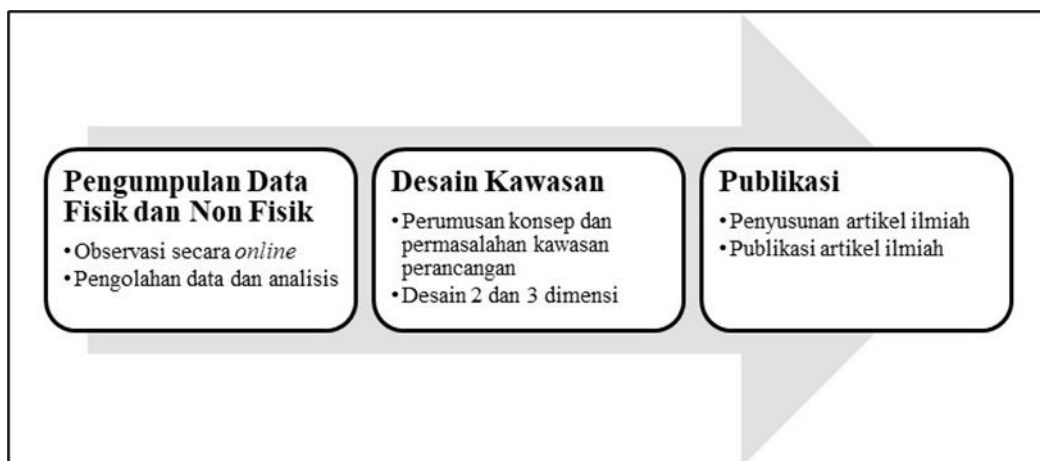 Pengumpulan Data
Fisik dan Non Fisik
•Observasi secara online
•Pengolahan data dan analisis
Desain Kawasan
•Perumusan konsep dan
permasalahan kawasan
perancangan
•Desain 2 dan 3 dimensi
Publikasi
•Penyusunan artikel ilmiah
•Publikasi artikel ilmiah